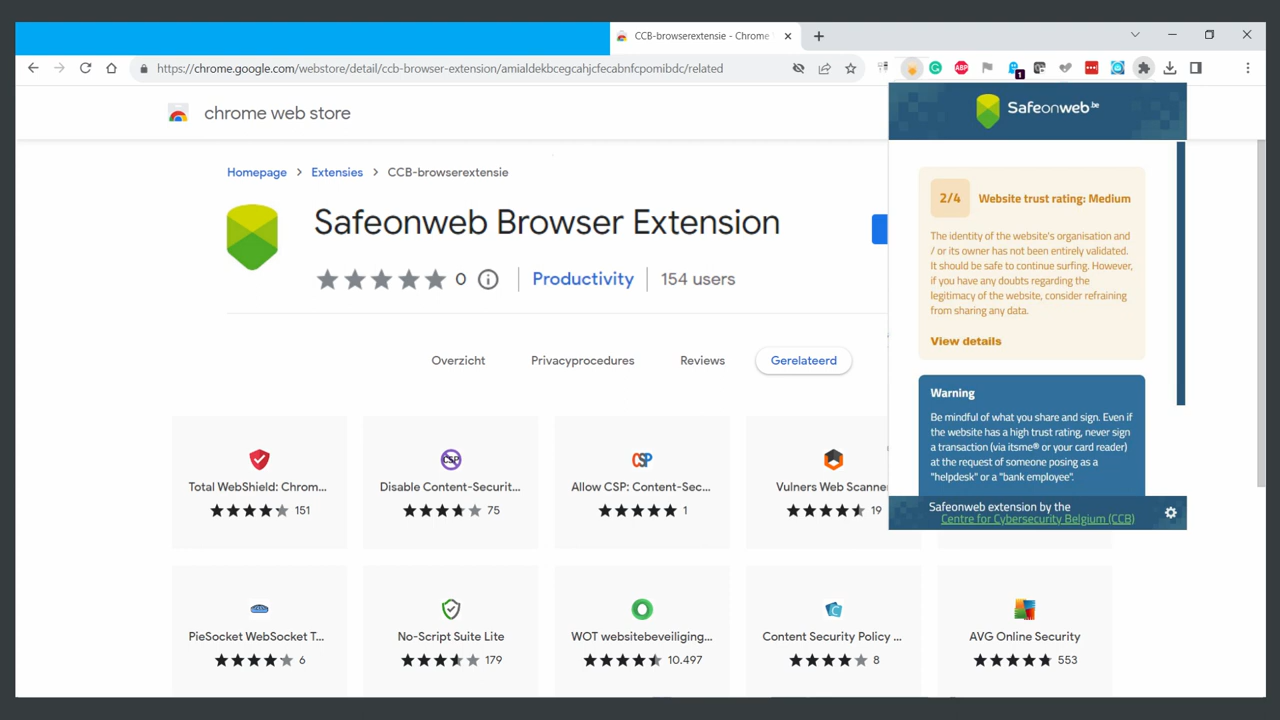 CCB-browserextensie - Chrome
https://chrome.google.com/webstore/detail/ccb-browser-extension/amialdekbcegcahjcfecabnfcpomibdc/related
ABP
1
chrome web store
Safeonweb.be
Homepage > Extensies > CCB-browserextensie
Safeonweb Browser Extension
0 Productivity 154 users
2/4 Website trust rating: Medium
The identity of the website's organisation and
/ or its owner has not been entirely validated.
It should be safe to continue surfing. However,
if you have any doubts regarding the
legitimacy of the website, consider refraining
from sharing any data.
View details
Overzicht Privacyprocedures Reviews Gerelateerd
Warning
Be mindful of what you share and sign. Even if
the website has a high trust rating, never sign
a transaction (via itsme® or your card reader)
at the request of someone posing as a
"helpdesk" or a "bank employee".
Safeonweb extension by the
Centre for Cybersecurity Belgium (CCB)
CSP
CSP
Total WebShield: Chrom... Disable Content-Securit... Allow CSP: Content-Sec... Vulners Web Scanne
151 75 1 19
PieSocket WebSocket T... No-Script Suite Lite WOT websitebeveiliging... Content Security Policy ... AVG Online Security
6 179 10.497 8 553